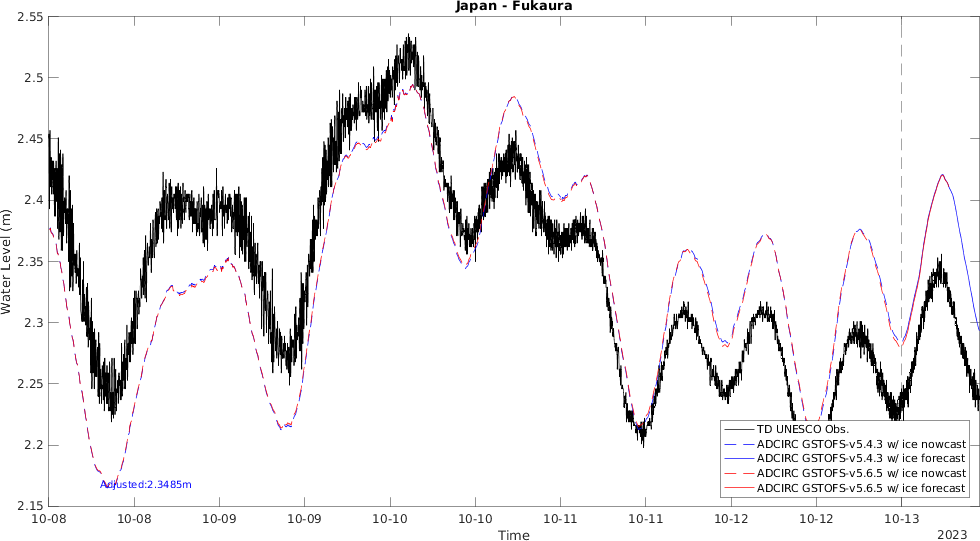 Japan - Fukaura
2.55
2.5
2.45
2.4
2.35
2.3
2.25
2.2
2.15
Water Level (m)
Adjusted:2.3485m
TD UNESCO Obs.
ADCIRC GSTOFS-v5.4.3 w/ ice nowcast
ADCIRC GSTOFS-v5.4.3 w/ ice forecast
ADCIRC GSTOFS-v5.6.5 w/ ice nowcast
ADCIRC GSTOFS-v5.6.5 w/ ice forecast
10-08 10-08 10-09 10-09 10-10 10-10 10-11 10-11 10-12 10-12 10-13
Time
2023